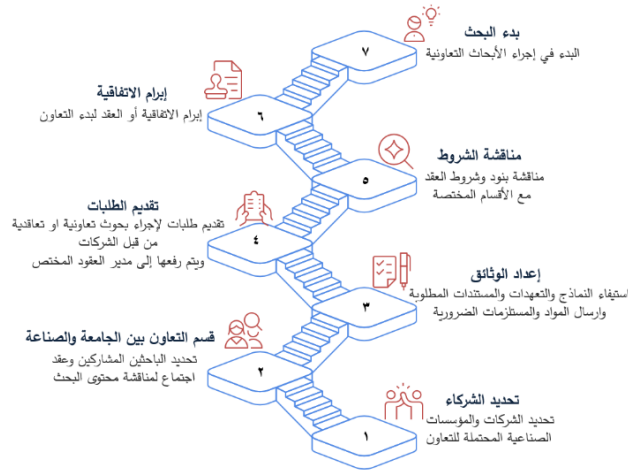 بدء البحث
٧
البدء في إجراء الأبحاث التعاونية
إبرام الاتفاقية
٦
إبرام الاتفاقية أو العقد لبدء التعاون
مناقشة الشروط
٥
مناقشة بنود وشروط العقد
مع الأقسام المختصة
تقديم الطلبات
٤
تقديم طلبات لإجراء بحوث تعاونية او تعاقدية
من قبل الشركات
ويتم رفعها إلى مدير العقود المختص
إعداد الوثائق
٣
استيفاء النماذج والتعهدات والمستندات المطلوبة
وارسال المواد والمستلزمات الضرورية
قسم التعاون بين الجامعة والصناعة
٢
تحديد الباحثين المشاركين وعقد
اجتماع لمناقشة محتوى البحث
تحديد الشركاء
١
تحديد الشركات والمؤسسات
الصناعية المحتملة للتعاون